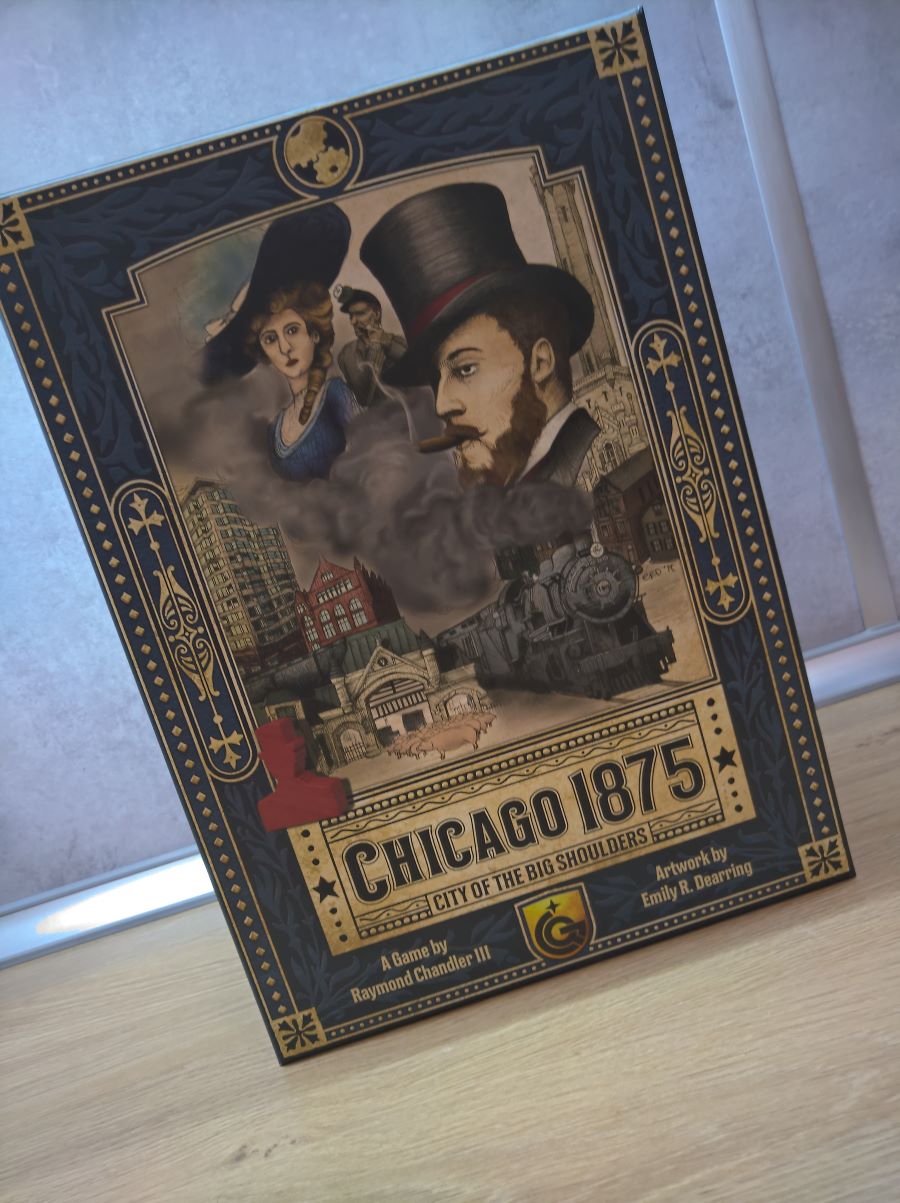 CHICAGO 1875
CITY OF THE BIG SHOULDERS
A Game by
Raymond Chandler III
Artwork by
Emily R. Dearring